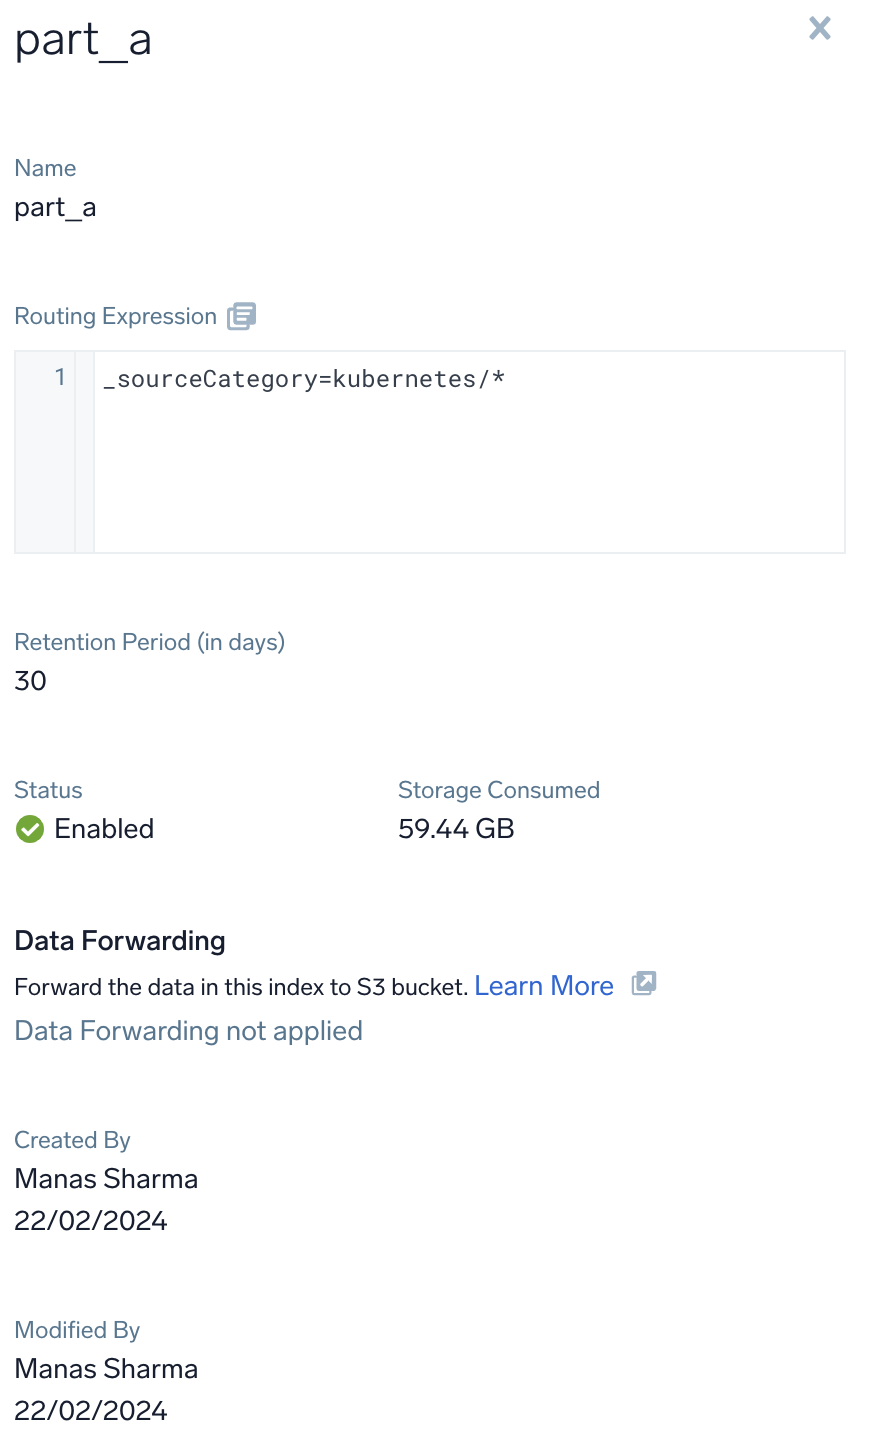 part_a
Name
part_a
Routing Expression
1 _sourceCategory=kubernetes/*
Retention Period (in days)
30
Status Storage Consumed
Enabled 59.44 GB
Data Forwarding
Forward the data in this index to S3 bucket. Learn More
Data Forwarding not applied
Created By
Manas Sharma
22/02/2024
Modified By
Manas Sharma
22/02/2024